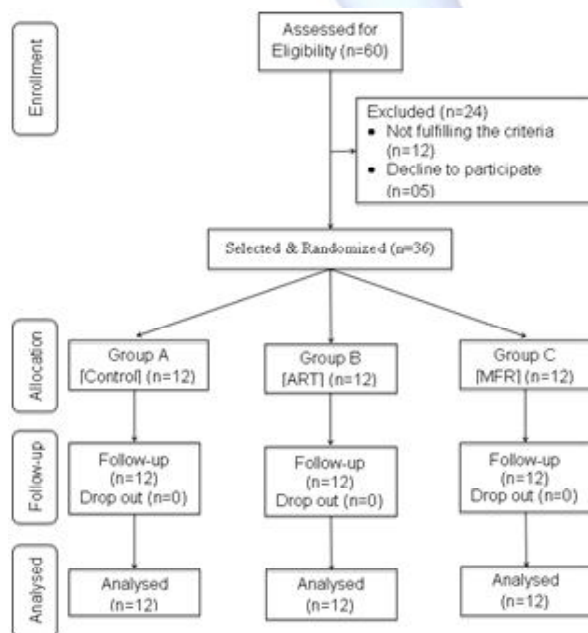 Enrollment
Assessed for
Eligibility (n=60)
Excluded (n=24)
▪ Not fulfilling the criteria
(n=12)
▪ Decline to participate
(n=05)
Selected & Randomized (n=36)
Allocation
Group A
[Control] (n=12)
Group B
[ART] (n=12)
Group C
[MFR] (n=12)
Follow-up
Follow-up
(n=12)
Drop out (n=0)
Follow-up
(n=12)
Drop out (n=0)
Follow-up
(n=12)
Drop out (n=0)
Analysed
Analysed
(n=12)
Analysed
(n=12)
Analysed
(n=12)